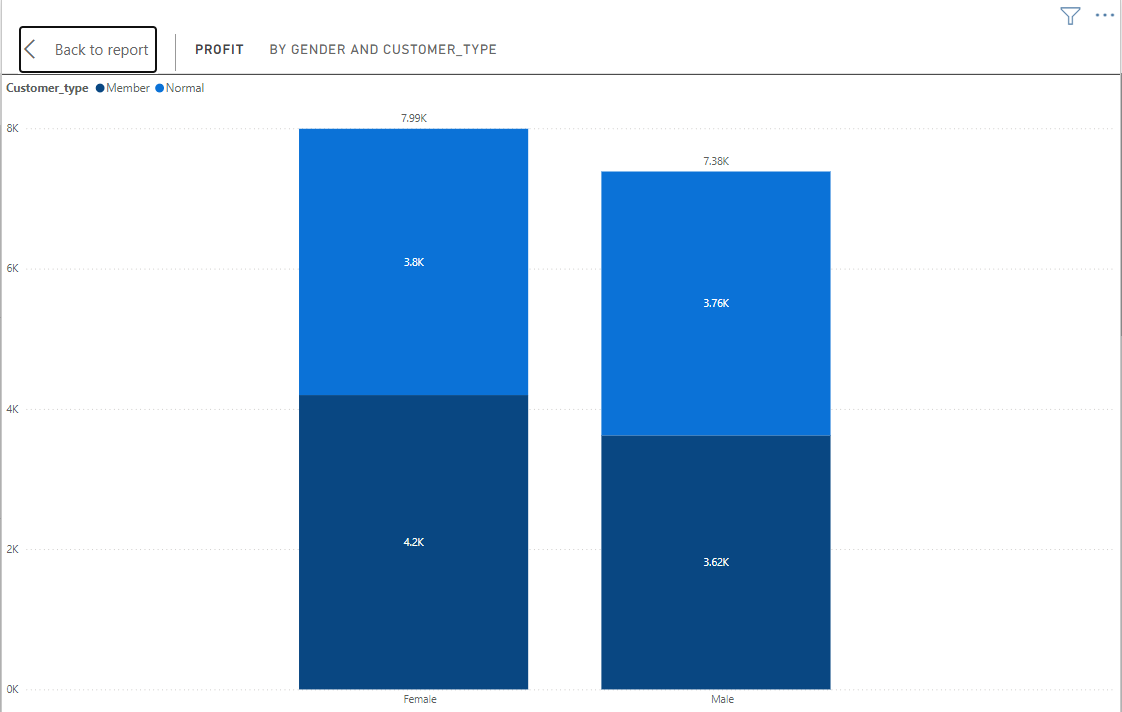 Back to report
PROFIT BY GENDER AND CUSTOMER_TYPE
Customer_type Member Normal
8K
6K
4K
2K
0K
7.99K
3.8K
4.2K
7.38K
3.76K
3.62K
Female
Male